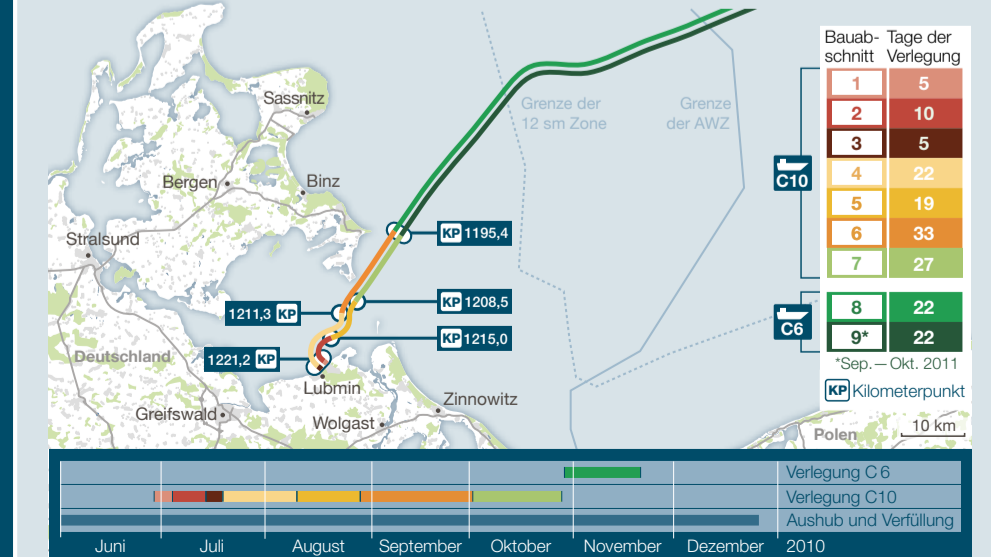 Bauab-
schnitt
Tage der
Verlegung
1 5
2 10
3 5
4 22
5 19
6 33
7 27
C10
8 22
9* 22
C6
*Sep. — Okt. 2011
KP Kilometerpunkt
10 km
Grenze der
12 sm Zone
Grenze
der AWZ
Sassnitz
Bergen
Binz
Stralsund
KP 1195,4
KP 1208,5
1211,3 KP
KP 1215,0
1221,2 KP
Deutschland
Lubmin
Greifswald
Wolgast
Zinnowitz
Polen
Verlegung C 6
Verlegung C10
Aushub und Verfüllung
Juni Juli August September Oktober November Dezember 2010